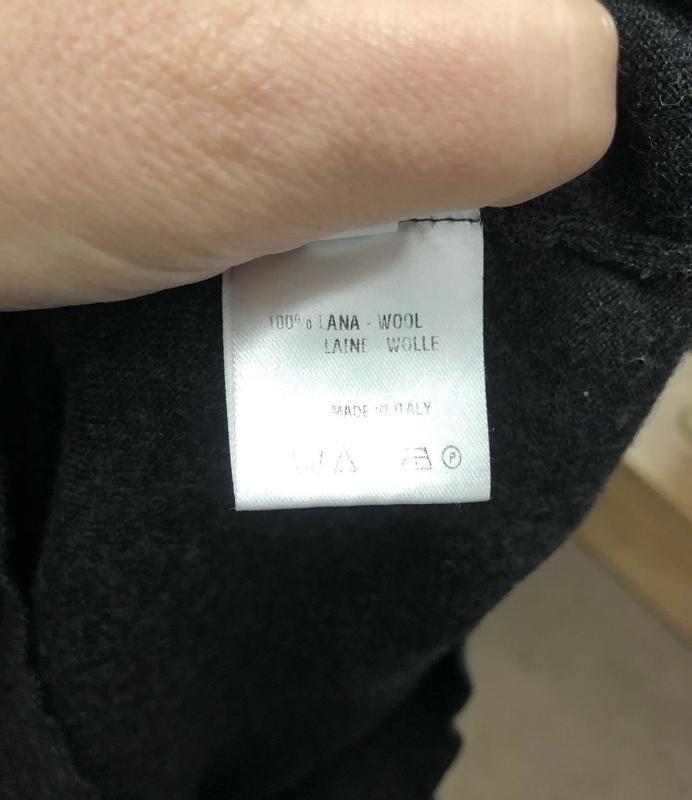 100% LANA - WOOL
LAINE WOLLE
MADE IN ITALY
P